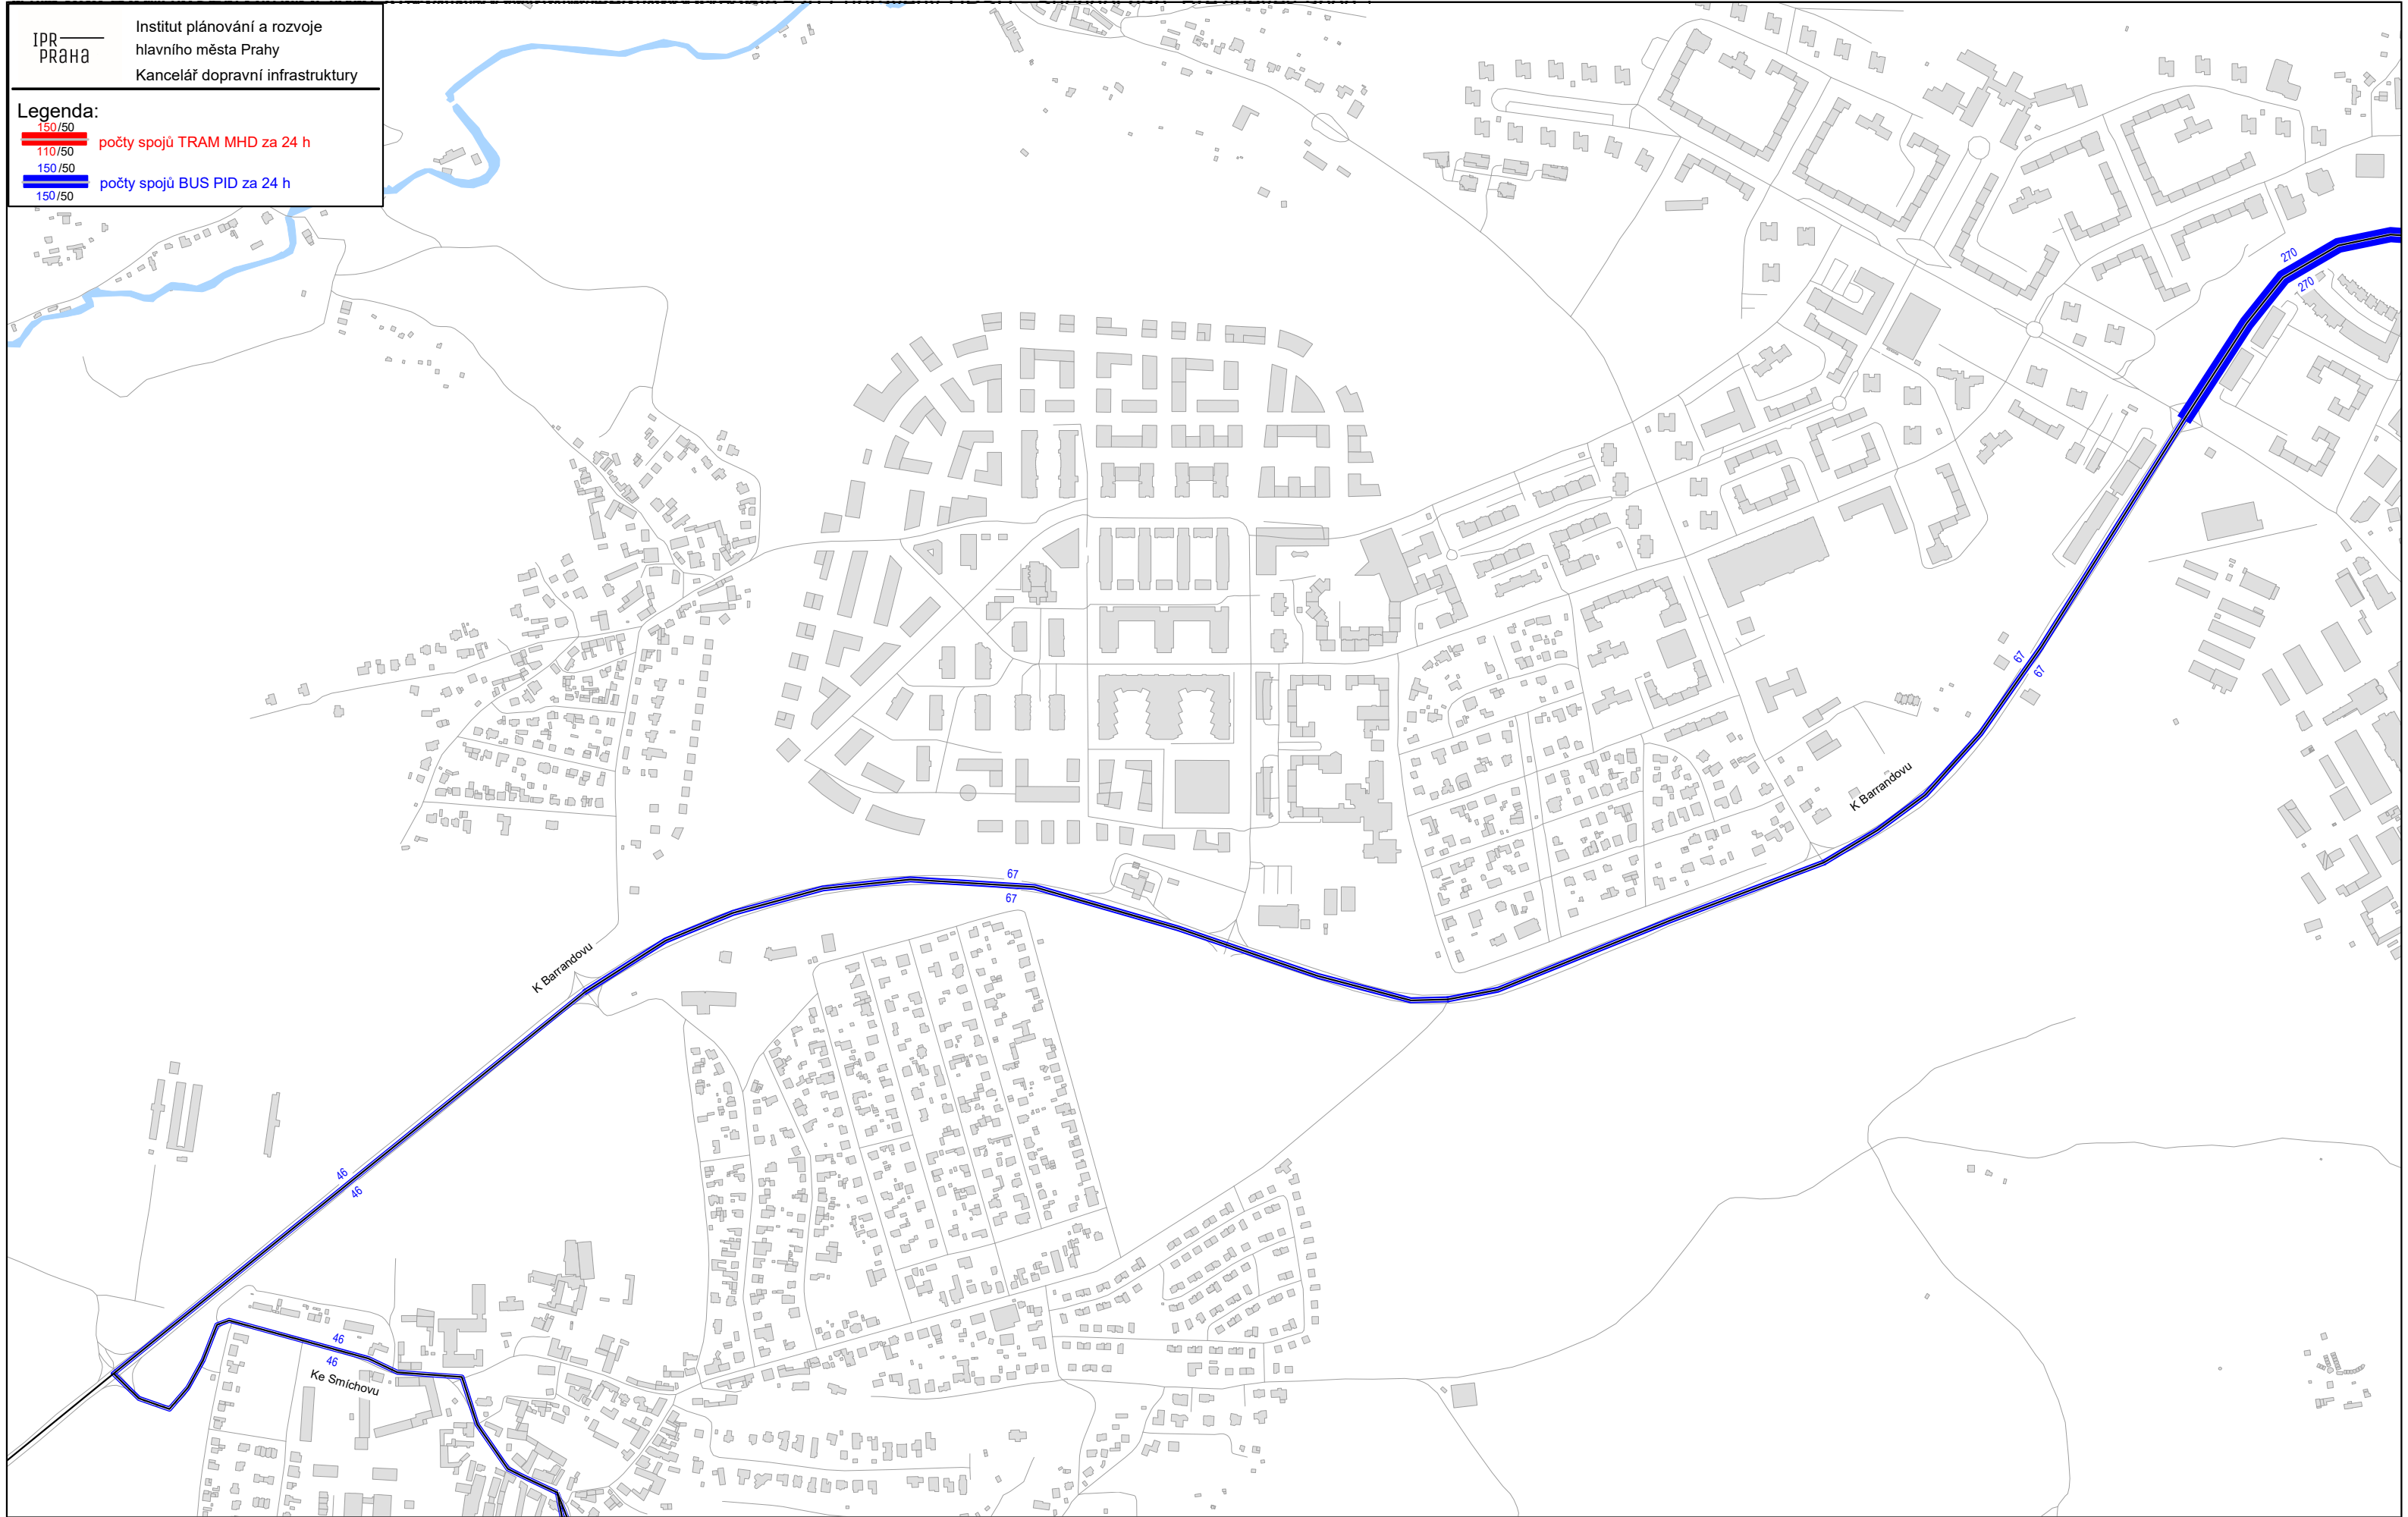 IPR
PRAHA
Institut plánování a rozvoje
hlavního města Prahy
Kancelář dopravní infrastruktury
Legenda:
150/50
počty spojů TRAM MHD za 24 h
110/50
150/50
počty spojů BUS PID za 24 h
150/50
270
270
67
67
K Barrandovu
67
67
K Barrandovu
46
46
46
46
Ke Smíchovu